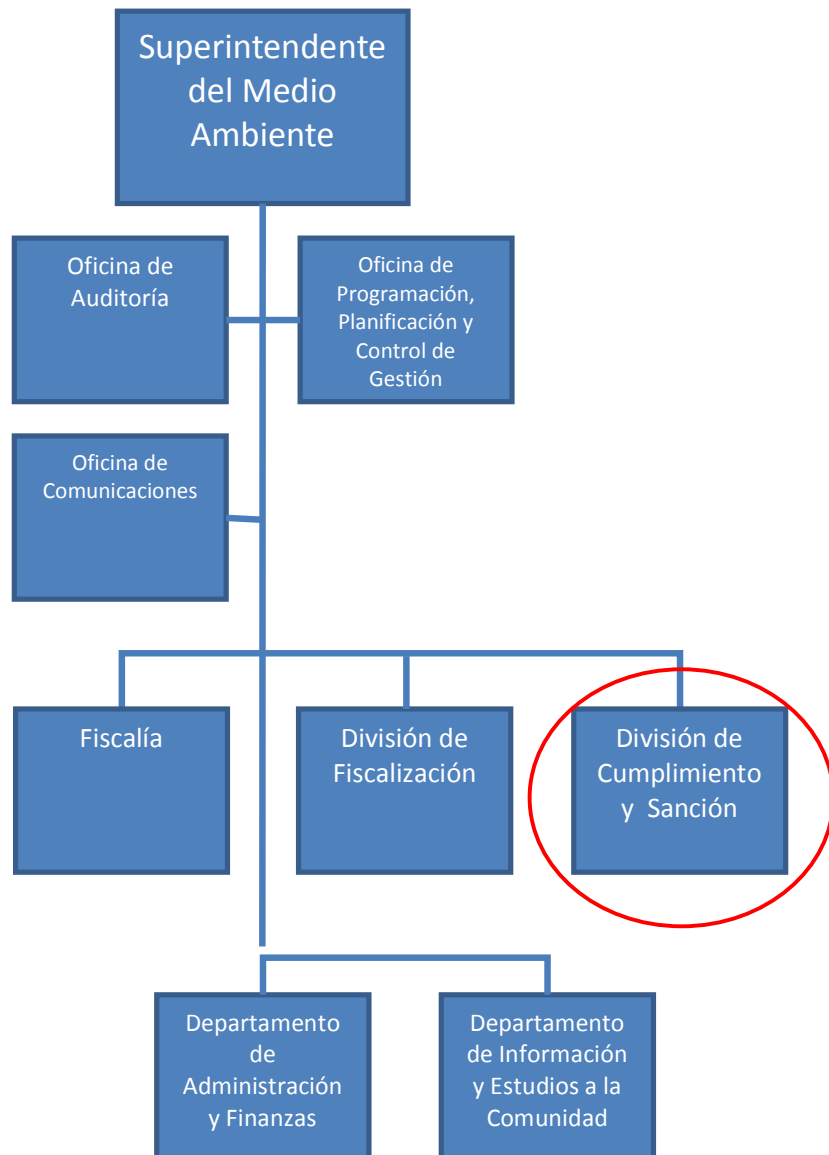 Superintendente
del Medio
Ambiente
Oficina de
Auditoría
Oficina de
Programación,
Planificación y
Control de
Gestión
Oficina de
Comunicaciones
Fiscalía
División de
Fiscalización
División de
Cumplimiento
y Sanción
Departamento
de
Administración
y Finanzas
Departamento
de Información
y Estudios a la
Comunidad